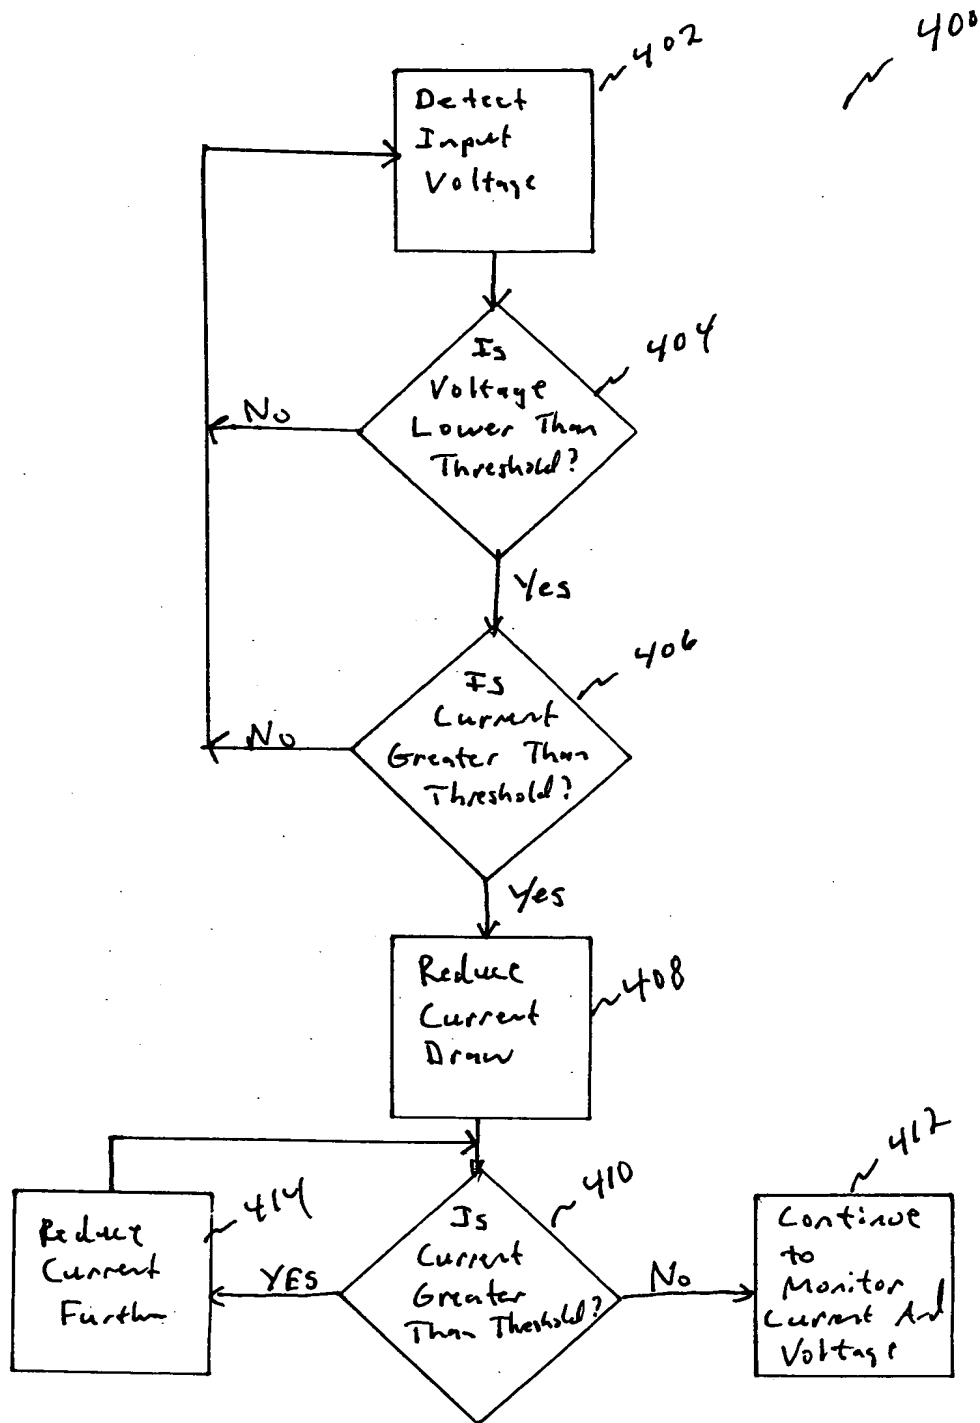 400
402
Detect
Input
Voltage
404
Is
Voltage
Lower Than
Threshold?
No
Yes
406
Is
Current
Greater Than
Threshold?
No
Yes
408
Reduce
Current
Draw
410
Is
Current
Greater
Than Threshold?
YES
No
414
Reduce
Current
Further
412
Continue
to
Monitor
Current And
Voltage